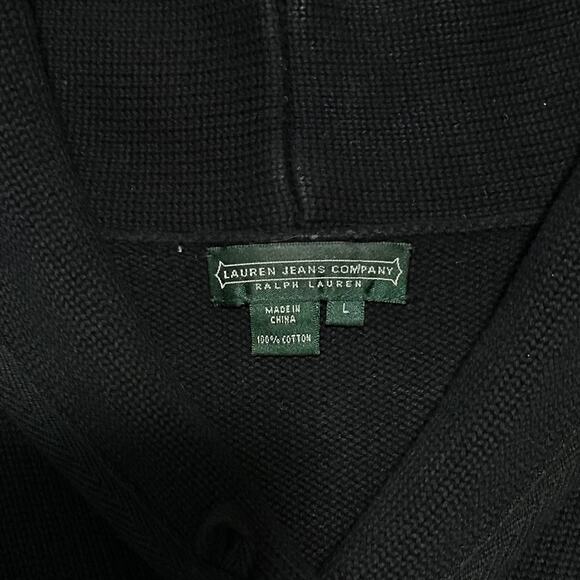 LAUREN JEANS COMPANY
RALPH LAUREN
MADE IN
CHINA
100% COTTON
L